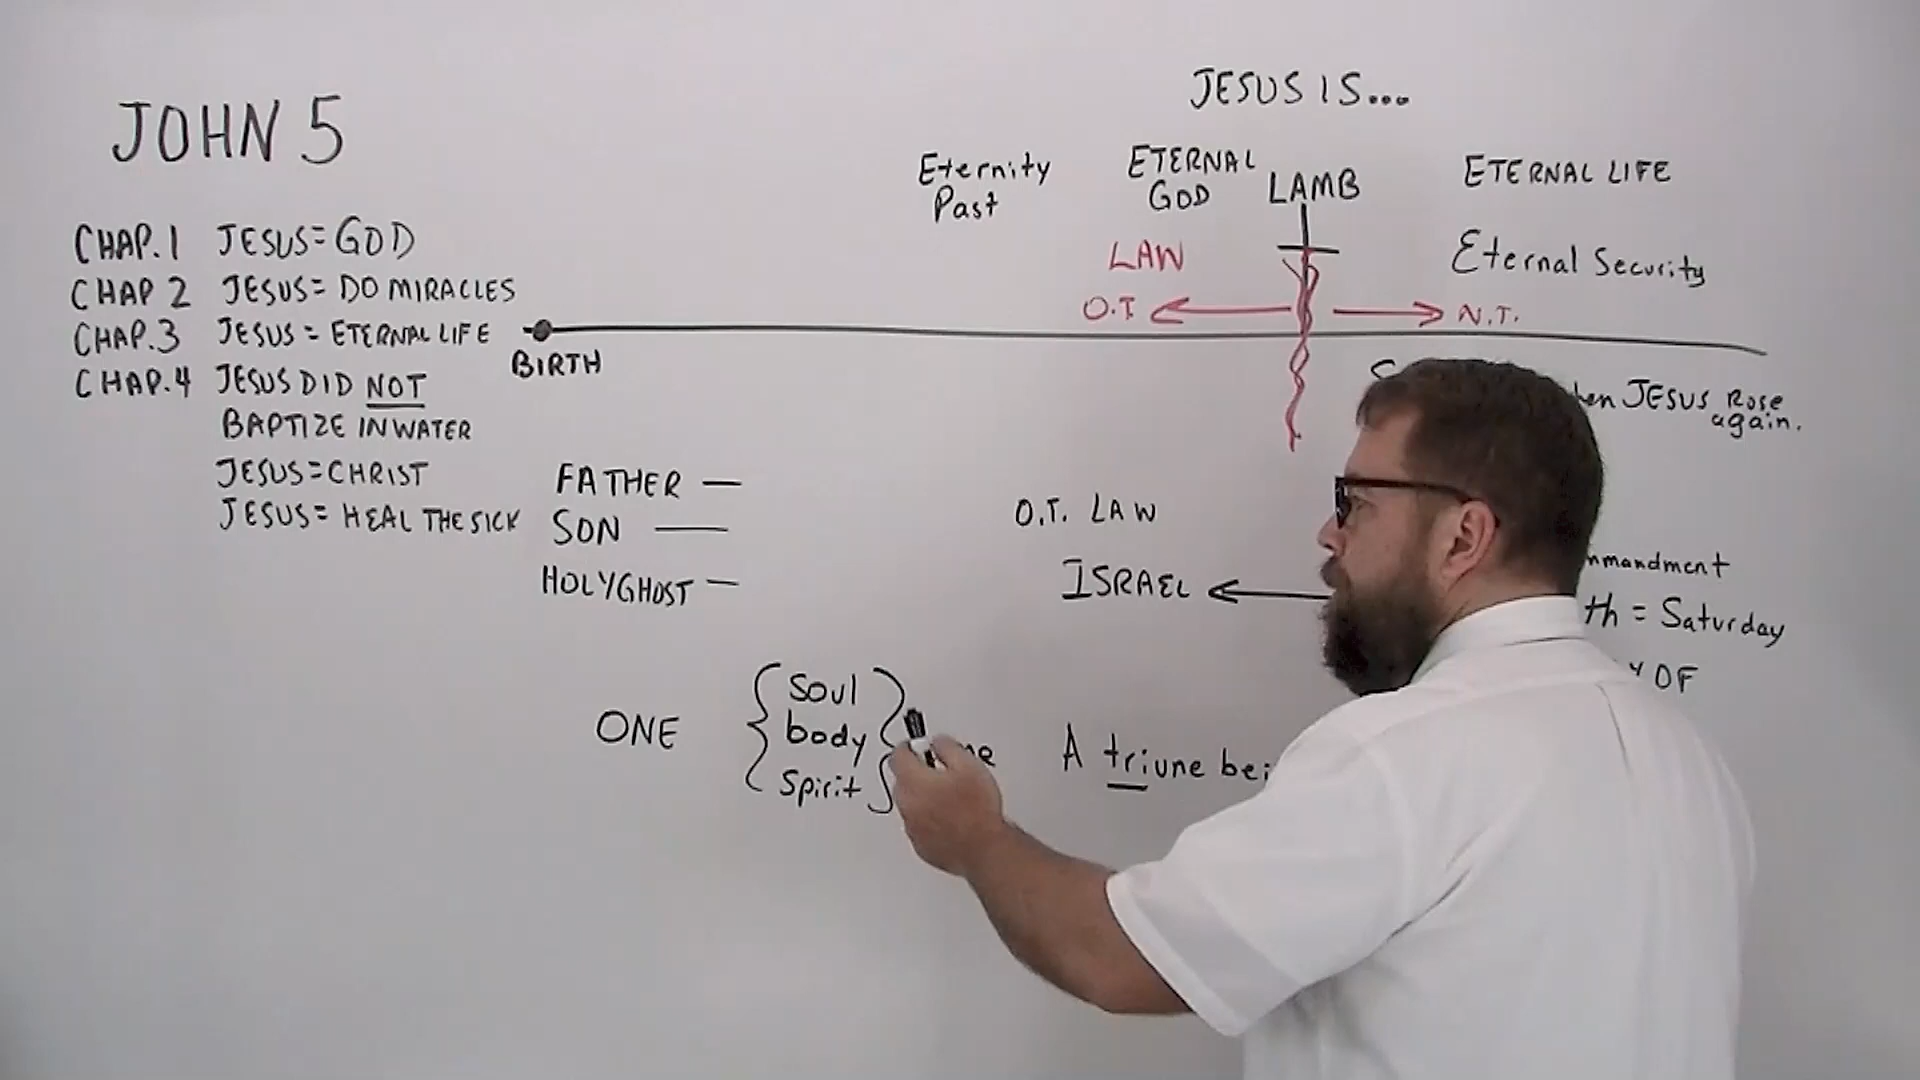 JOHN 5
CHAP.1 JESUS=GOD
CHAP 2 JESUS=DO MIRACLES
CHAP.3 JESUS=ETERNAL LIFE
CHAP.4 JESUS DID NOT
BAPTIZE IN WATER
JESUS=CHRIST
JESUS=HEAL THE SICK
BIRTH
FATHER —
SON —
HOLY GHOST —
ONE
Soul
body
Spirit
JESUS IS...
Eternity
Past
ETERNAL
GOD
LAMB
ETERNAL LIFE
LAW
Eternal Security
O.T.
N.T.
JESUS Rose
again.
O.T. LAW
ISRAEL
= Saturday
OF
A triune